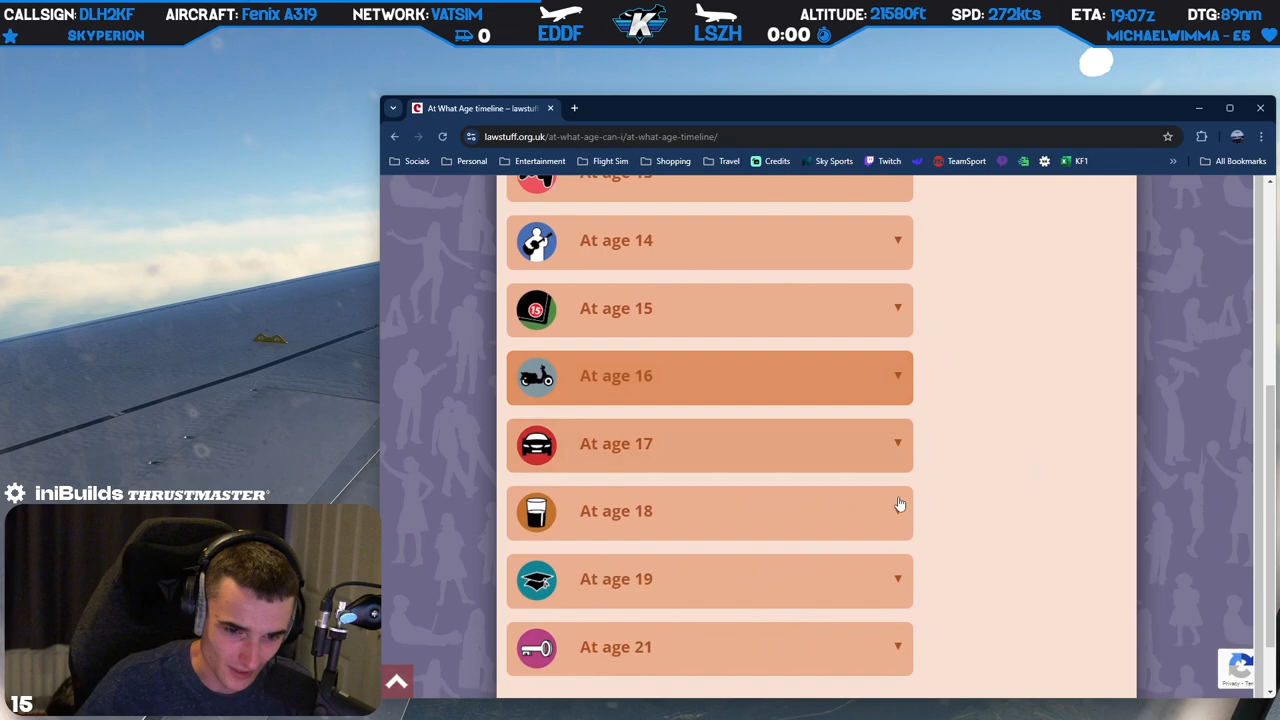 CALLSIGN: DLH2KF AIRCRAFT: Fenix A319 NETWORK: VATSIM ALTITUDE: 21580ft SPD: 272kts ETA: 19:07z DTG: 89nm
SKYPERION 0 EDDF K LSZH 0:00 MICHAELWIMMA - £5
At What Age timeline – lawstuf
lawstuff.org.uk/at-what-age-can-i/at-what-age-timeline/
Socials Personal Entertainment Flight Sim Shopping Travel Credits Sky Sports Twitch TeamSport KF1 » All Bookmarks
At age 14
At age 15
15
At age 16
At age 17
At age 18
At age 19
At age 21
iniBuilds THRUSTMASTER
15